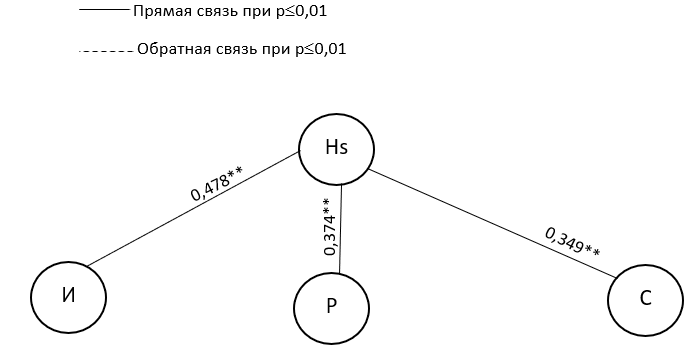 Прямая связь при p≤0,01
Обратная связь при p≤0,01
Hs
0,478**
0,374**
0,349**
И
Р
С